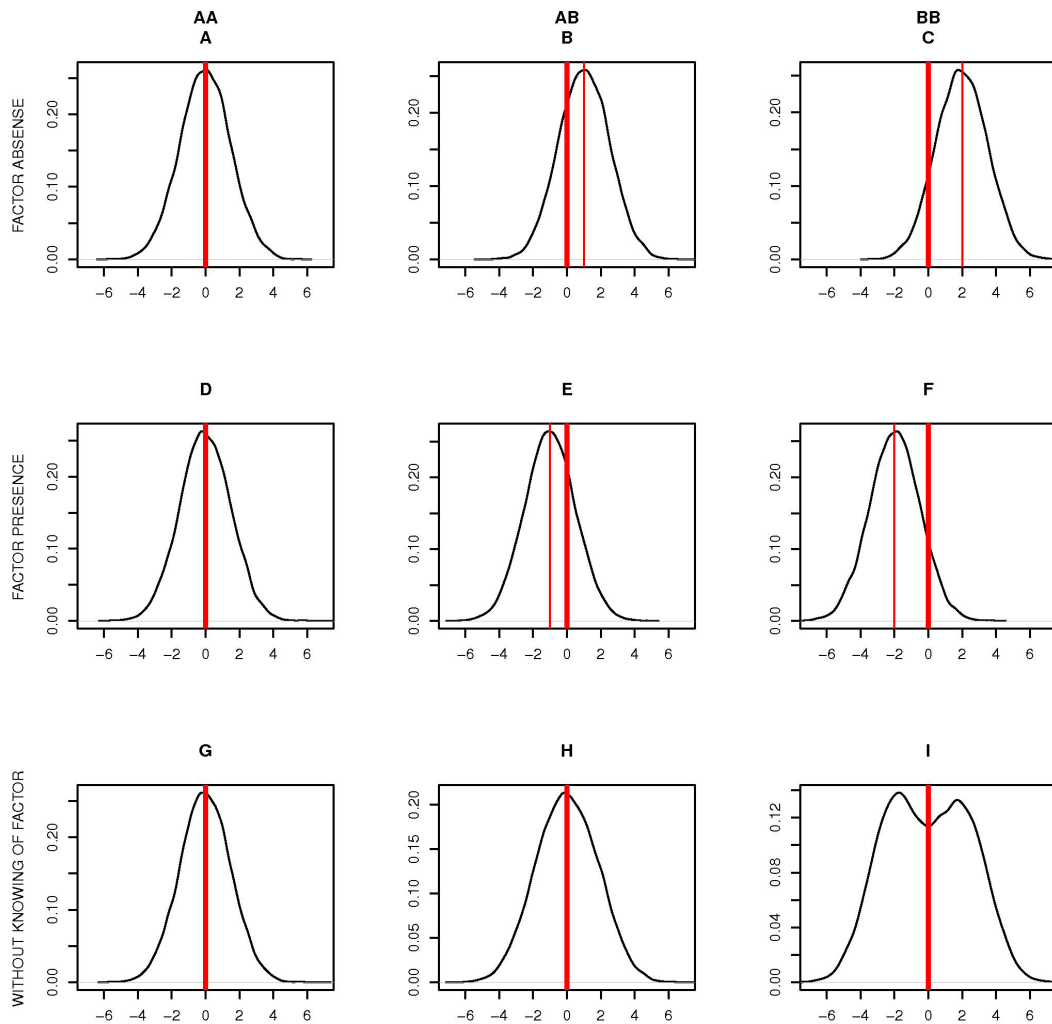 AA AB BB
A B C
FACTOR ABSENSE
0.00 0.10 0.20
−6 −4 −2 0 2 4 6
0.00 0.10 0.20
−6 −4 −2 0 2 4 6
0.00 0.10 0.20
−6 −4 −2 0 2 4 6
D E F
FACTOR PRESENCE
0.00 0.10 0.20
−6 −4 −2 0 2 4 6
0.00 0.10 0.20
−6 −4 −2 0 2 4 6
0.00 0.10 0.20
−6 −4 −2 0 2 4 6
G H I
WITHOUT KNOWING OF FACTOR
0.00 0.10 0.20
−6 −4 −2 0 2 4 6
0.00 0.05 0.10 0.15 0.20
−6 −4 −2 0 2 4 6
0.00 0.04 0.08 0.12
−6 −4 −2 0 2 4 6